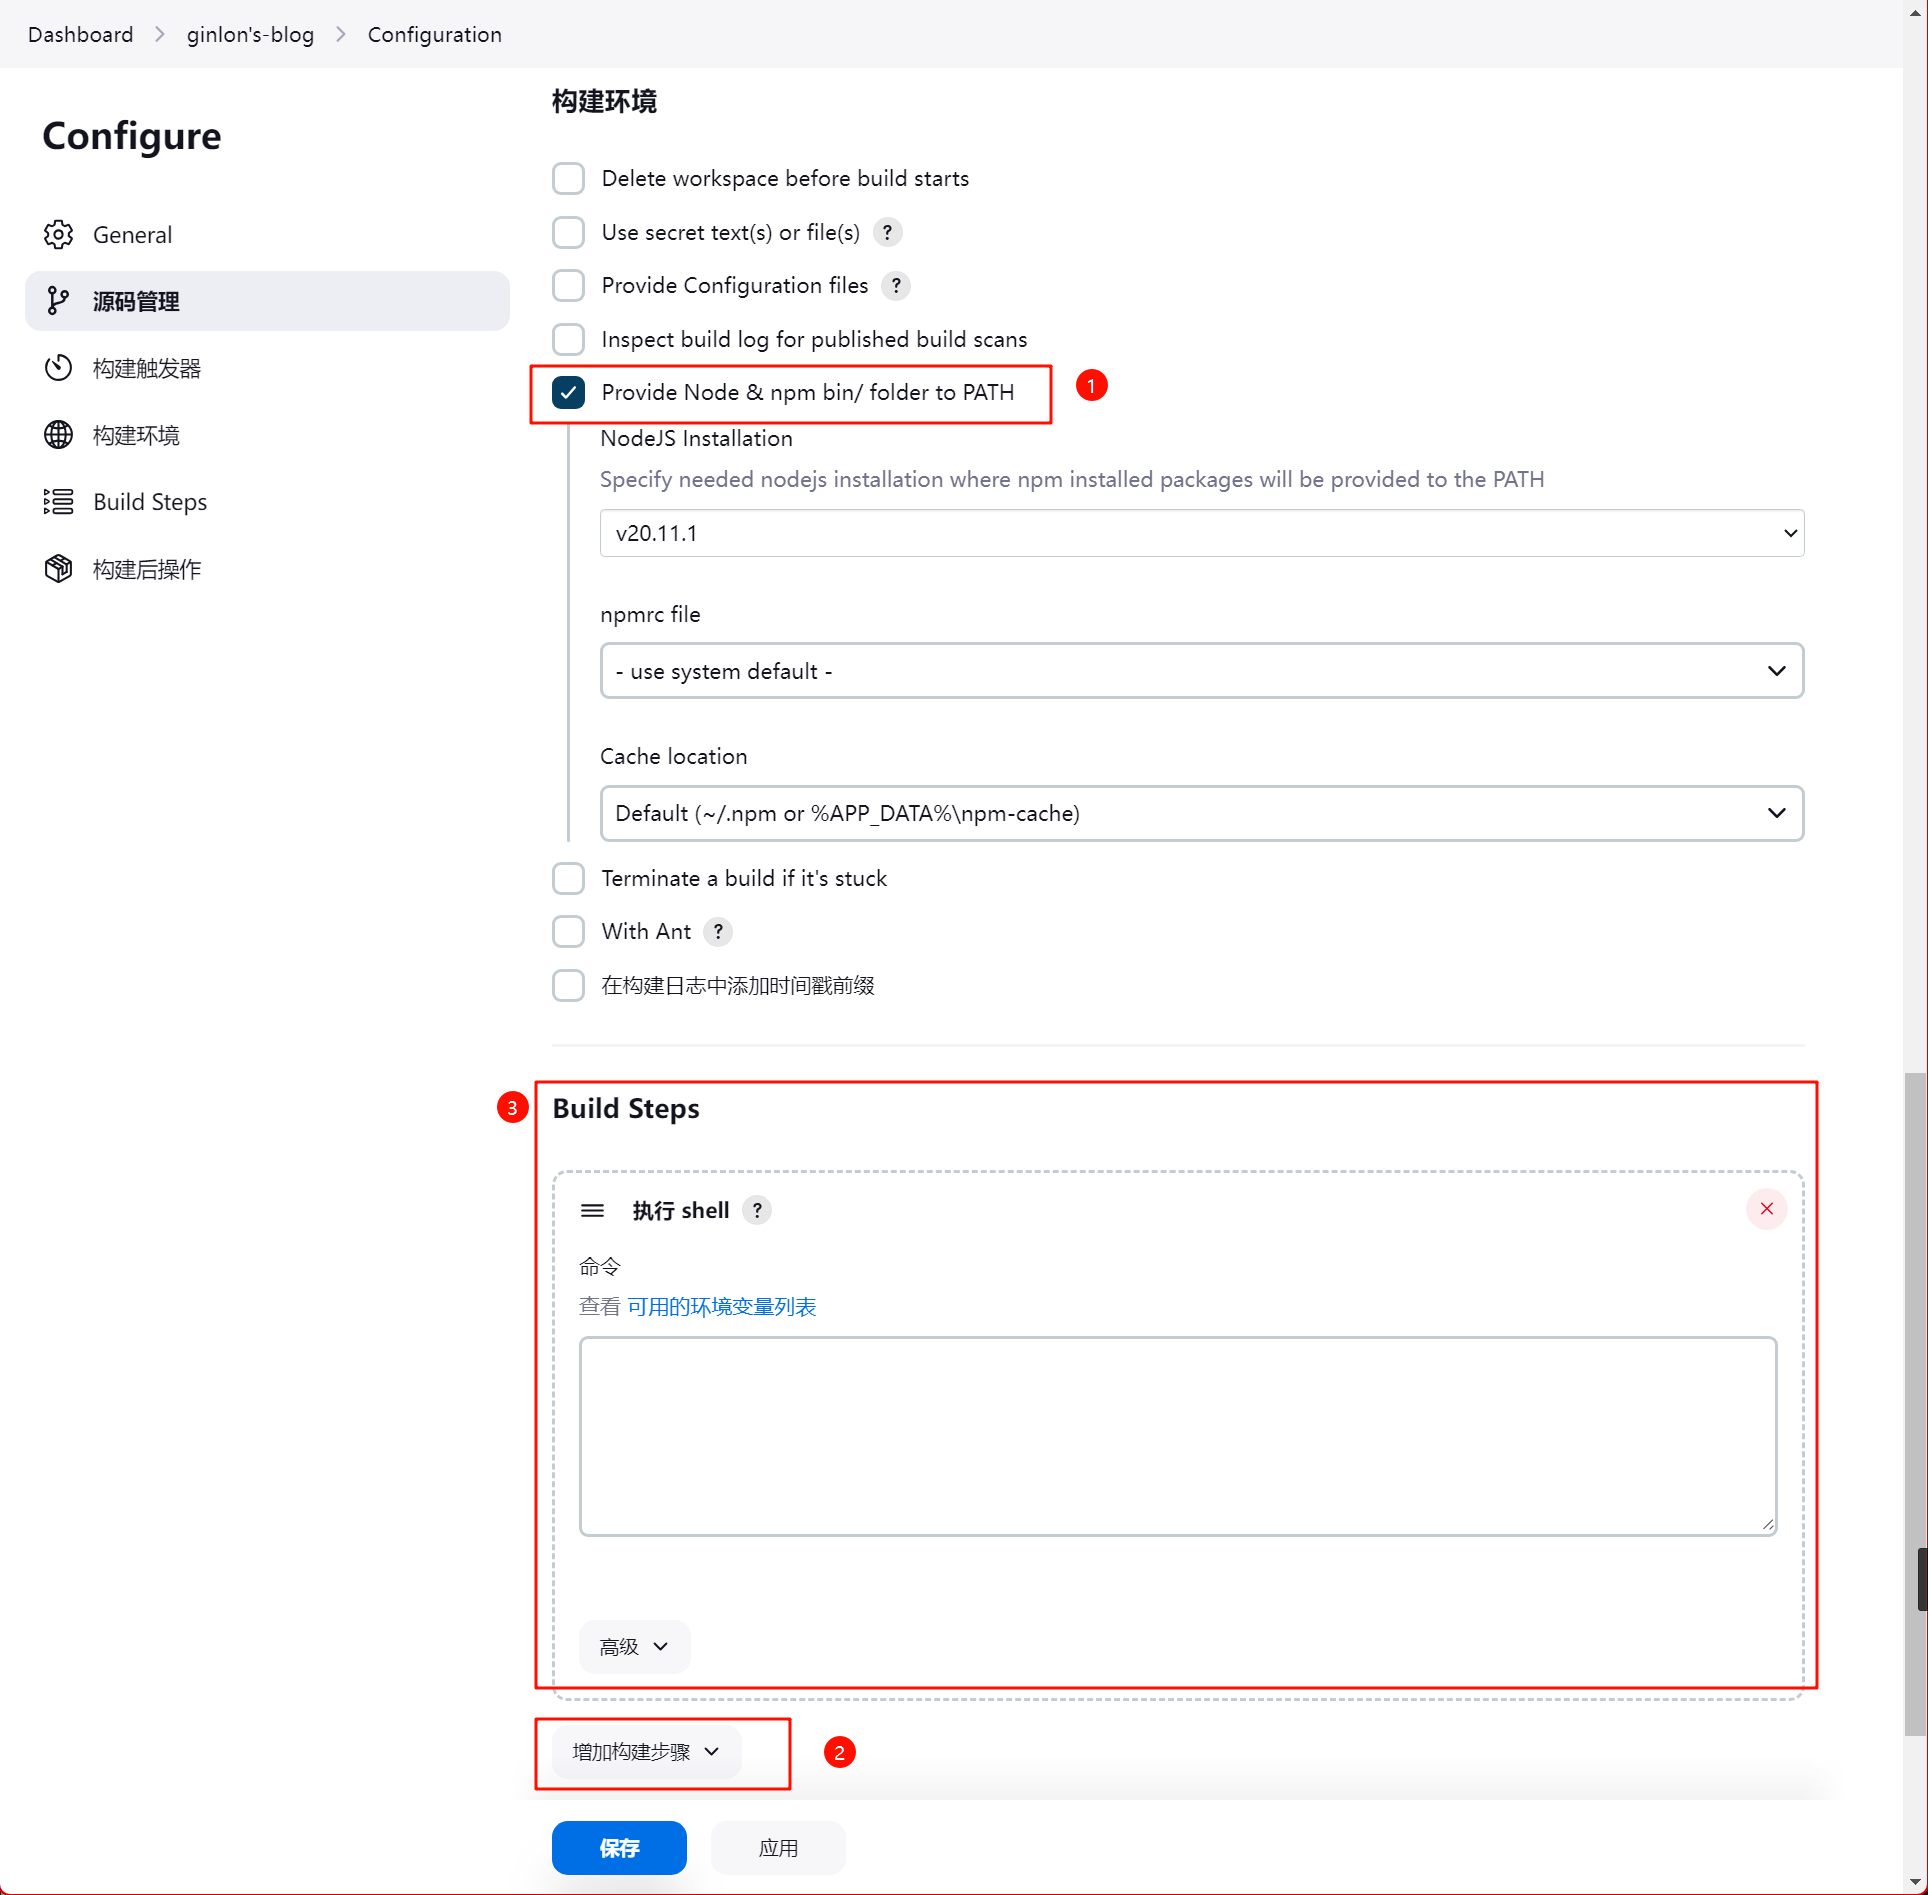 Dashboard > ginlon's-blog > Configuration
Configure
General
源码管理
构建触发器
构建环境
Build Steps
构建后操作
构建环境
Delete workspace before build starts
Use secret text(s) or file(s) ?
Provide Configuration files ?
Inspect build log for published build scans
Provide Node & npm bin/ folder to PATH
1
NodeJS Installation
Specify needed nodejs installation where npm installed packages will be provided to the PATH
v20.11.1
npmrc file
- use system default -
Cache location
Default (~/.npm or %APP_DATA%\npm-cache)
Terminate a build if it's stuck
With Ant ?
在构建日志中添加时间戳前缀
3
Build Steps
执行 shell ?
命令
查看 可用的环境变量列表
高级
增加构建步骤
2
保存
应用